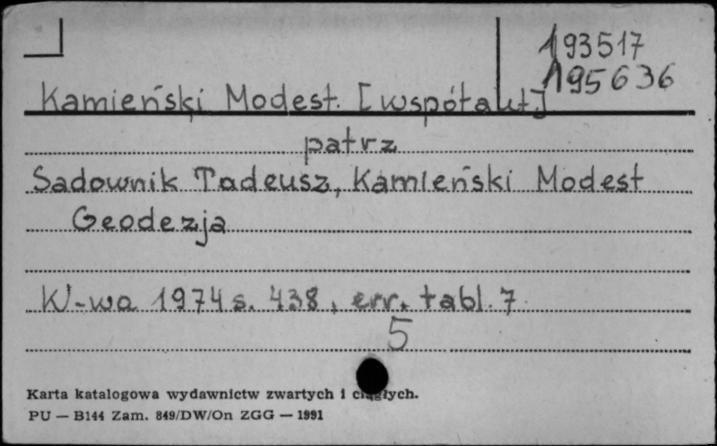 193517
195636
Kamieński Modest. [współaut.]
patrz
Sadownik Tadeusz, Kamieński Modest
Geodezja
W-wa 1974 s. 438, err. tabl. 7
5
Karta katalogowa wydawnictw zwartych i ciągłych.
PU — B144 Zam. 849/DW/On ZGG — 1991